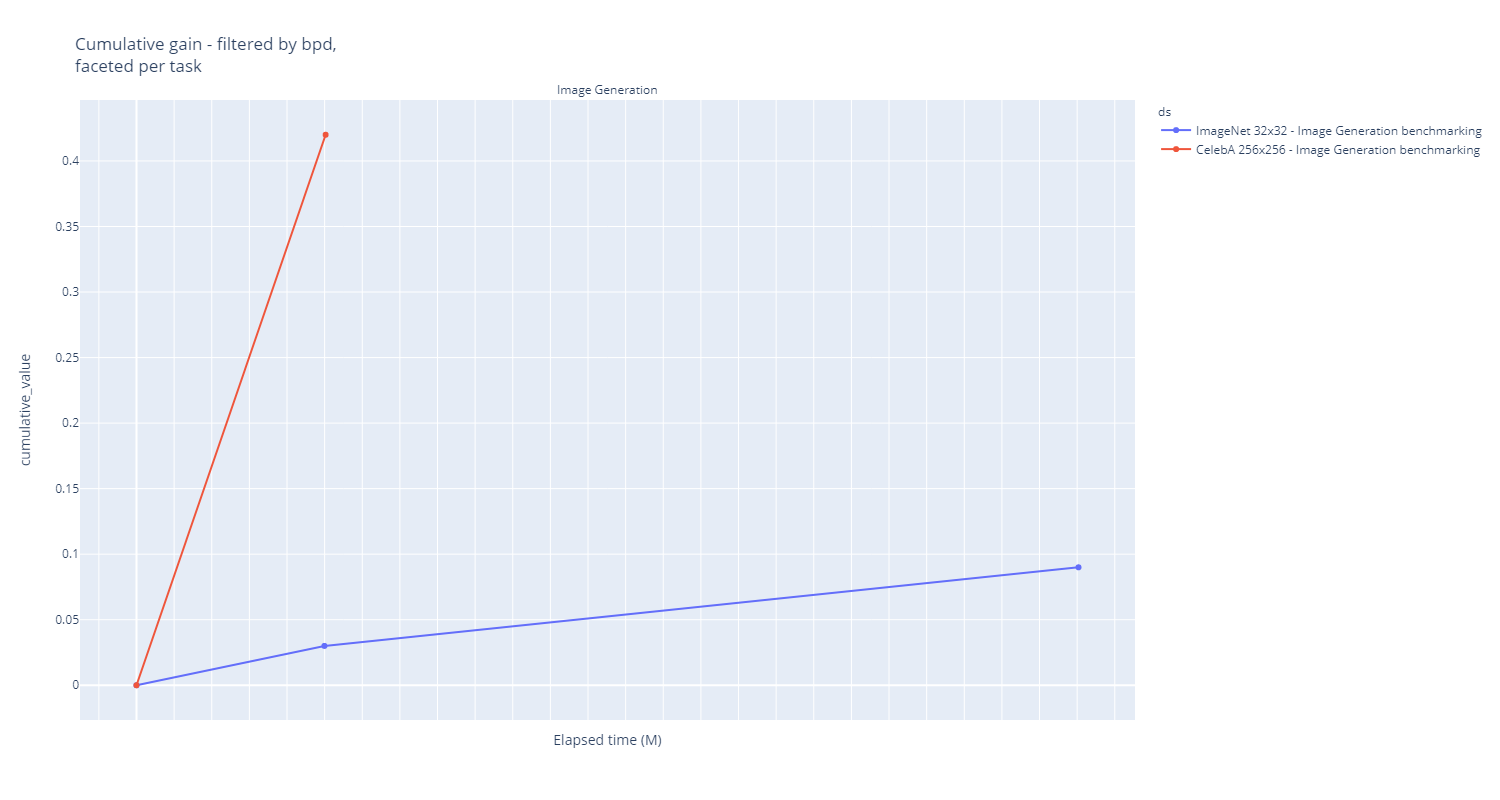 Cumulative gain - filtered by bpd,
faceted per task
Image Generation
ds
ImageNet 32x32 - Image Generation benchmarking
CelebA 256x256 - Image Generation benchmarking
0.4
0.35
0.3
0.25
0.2
0.15
0.1
0.05
0
cumulative_value
Elapsed time (M)